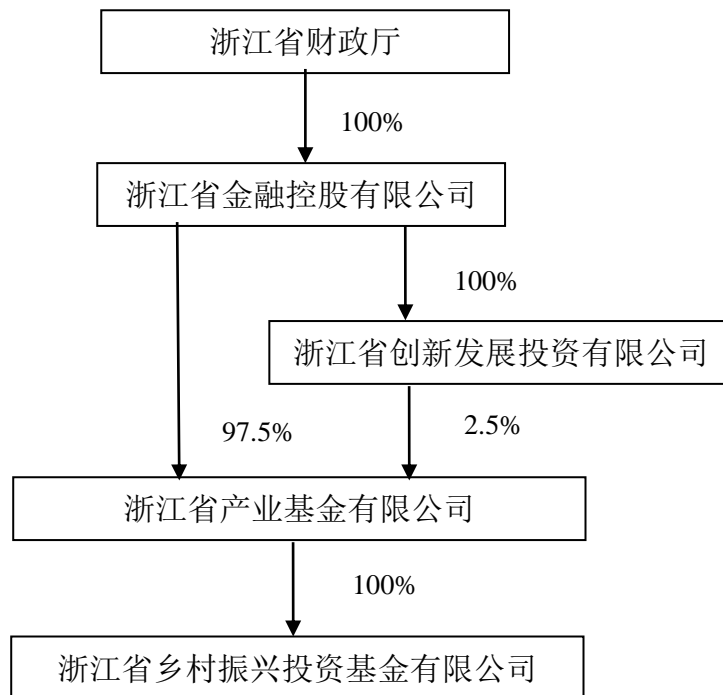 浙江省财政厅
100%
浙江省金融控股有限公司
100%
浙江省创新发展投资有限公司
97.5%
2.5%
浙江省产业基金有限公司
100%
浙江省乡村振兴投资基金有限公司